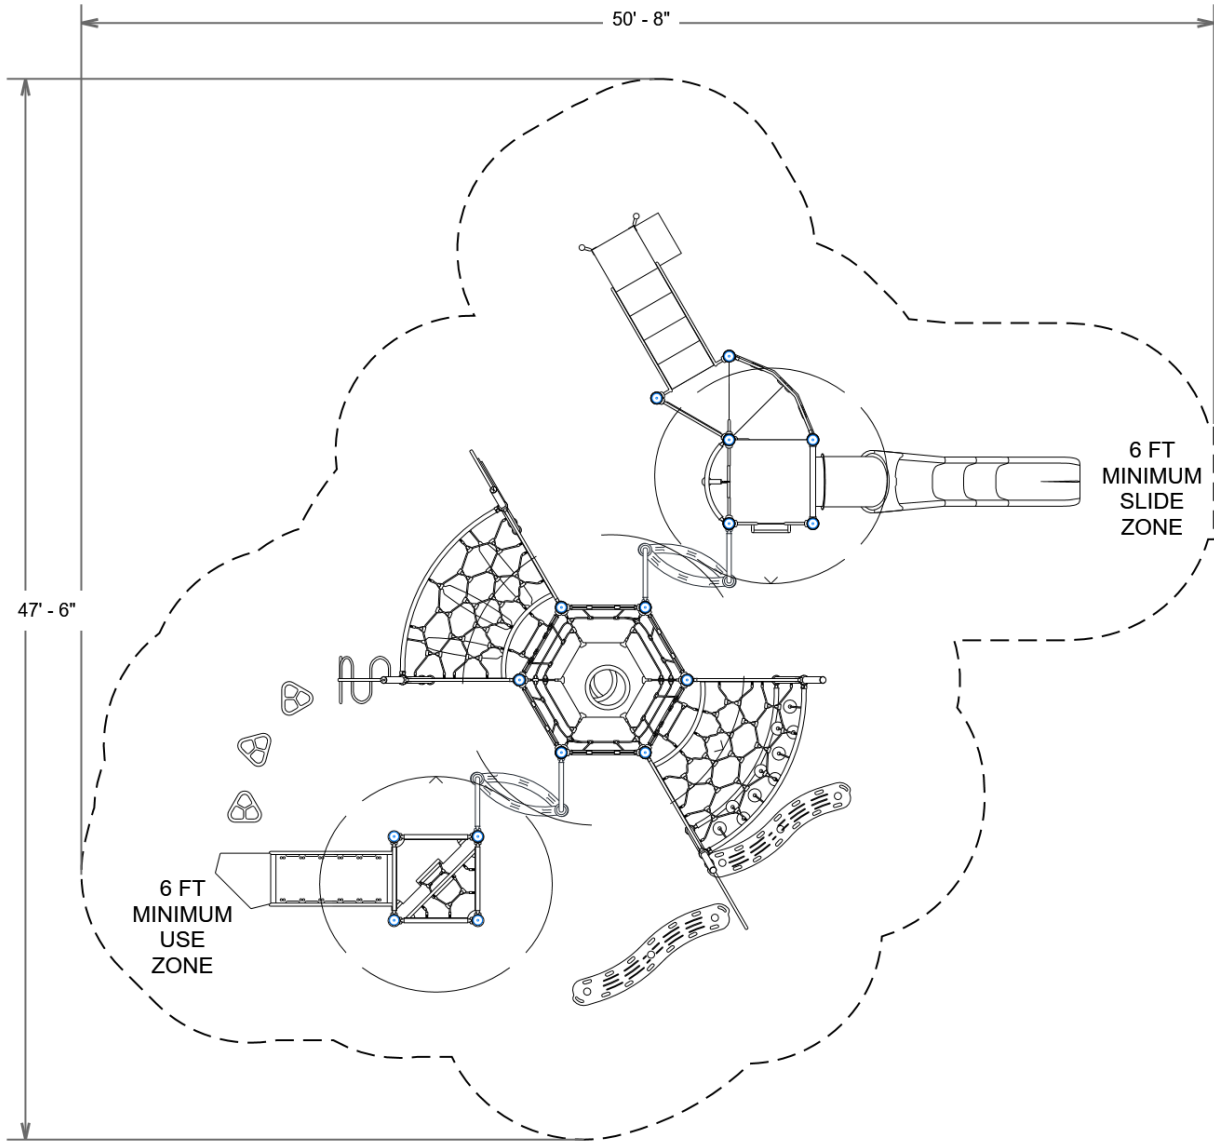 50' - 8"
6 FT
MINIMUM
SLIDE
ZONE
47' - 6"
6 FT
MINIMUM
USE
ZONE